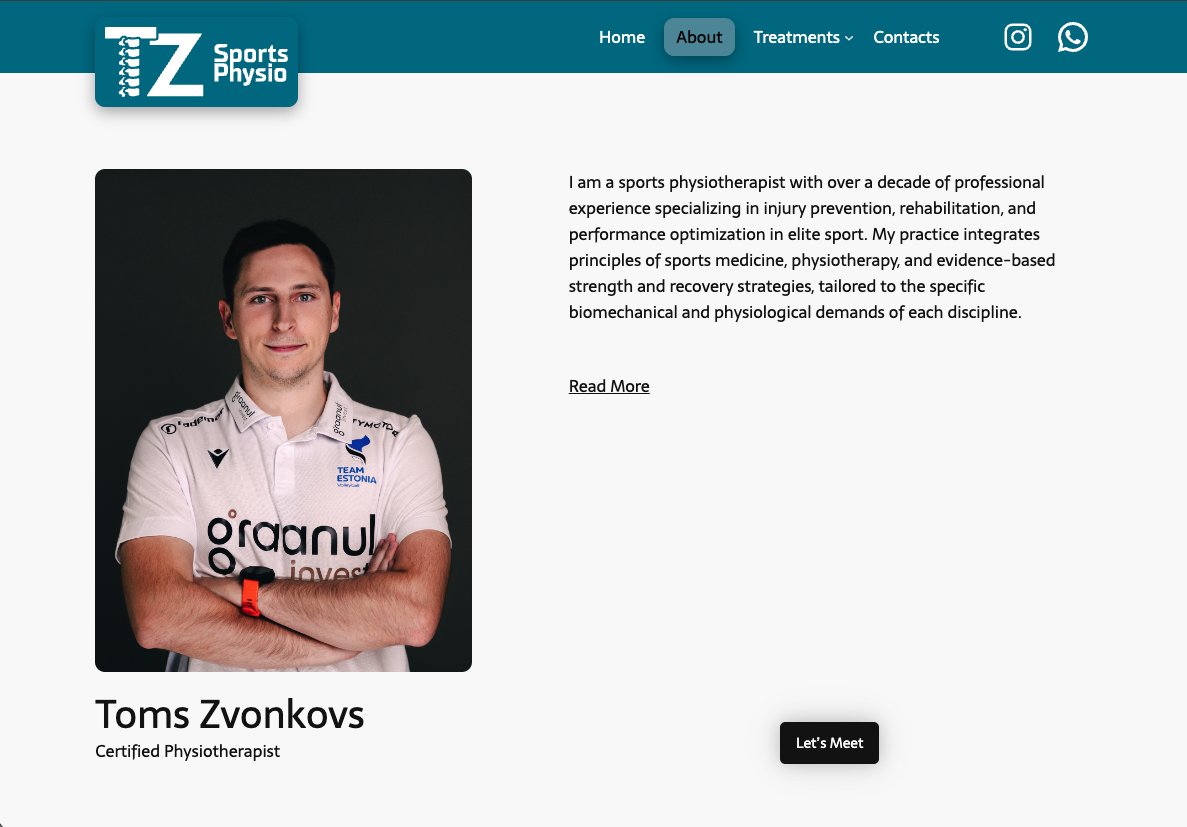 TZ Sports
Physio
Home
About
Treatments
Contacts
I am a sports physiotherapist with over a decade of professional
experience specializing in injury prevention, rehabilitation, and
performance optimization in elite sport. My practice integrates
principles of sports medicine, physiotherapy, and evidence-based
strength and recovery strategies, tailored to the specific
biomechanical and physiological demands of each discipline.
Read More
graanul
TEAM
ESTONIA
Volleyball
graanul
invest
Toms Zvonkovs
Certified Physiotherapist
Let’s Meet